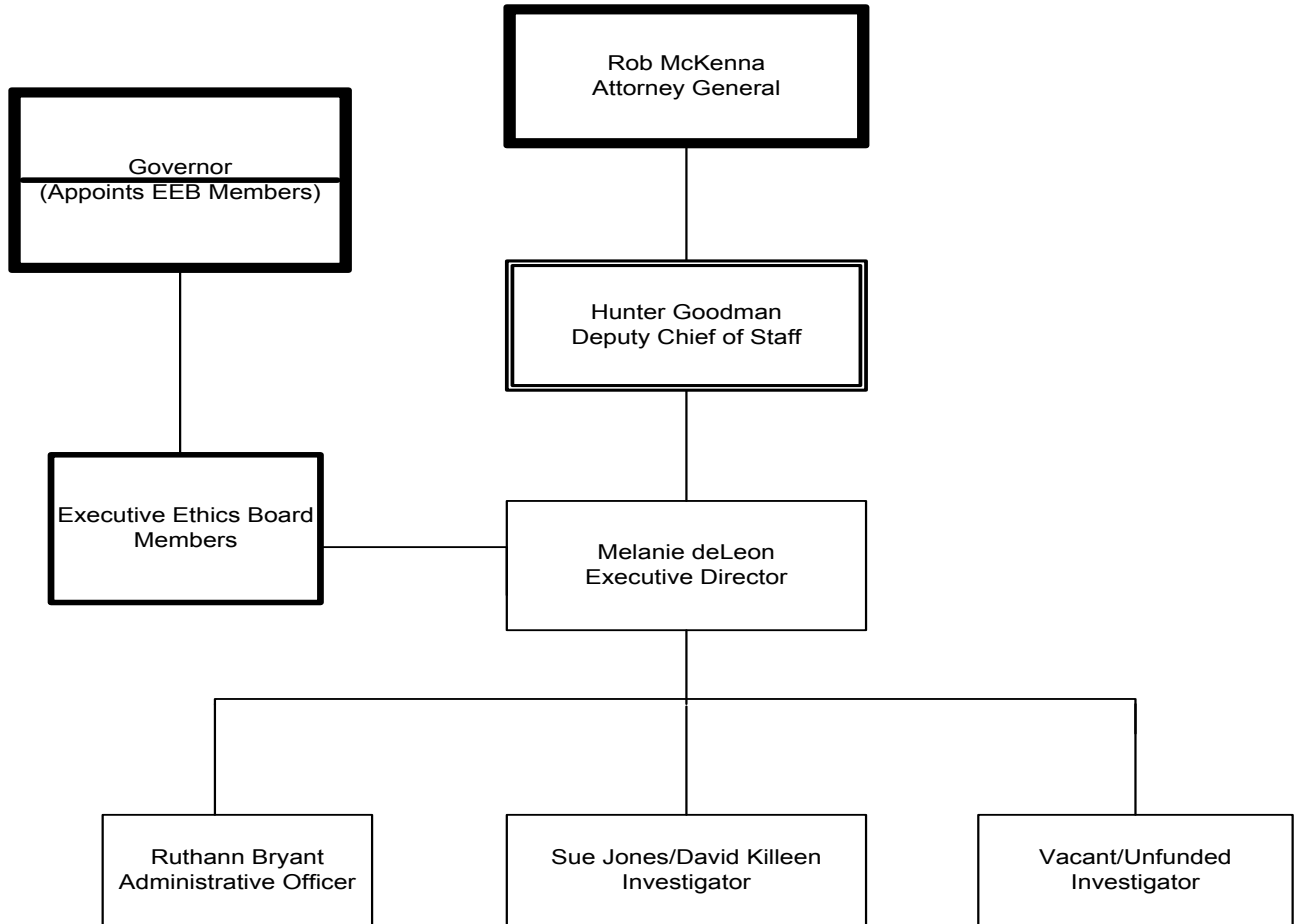 Rob McKenna
Attorney General
Governor
(Appoints EEB Members)
Hunter Goodman
Deputy Chief of Staff
Executive Ethics Board
Members
Melanie deLeon
Executive Director
Ruthann Bryant
Administrative Officer
Sue Jones/David Killeen
Investigator
Vacant/Unfunded
Investigator